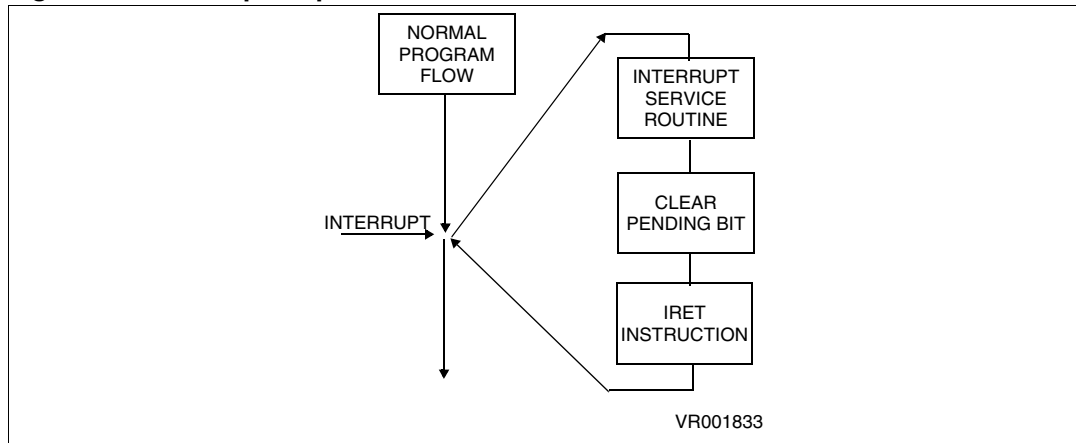 NORMAL
PROGRAM
FLOW
INTERRUPT
SERVICE
ROUTINE
CLEAR
PENDING BIT
INTERRUPT
IRET
INSTRUCTION
VR001833